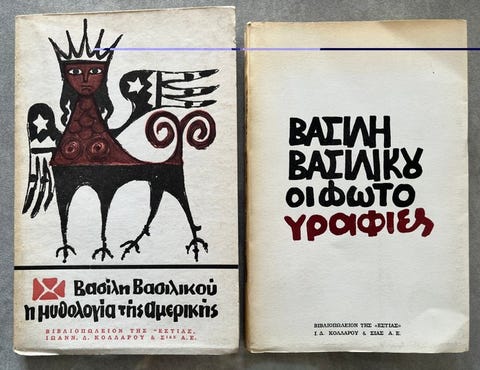 Βασίλη Βασιλικού
η μυθολογία τῆς αμερικής
ΒΙΒΛΙΟΠΩΛΕΙΟΝ ΤΗΣ "ΕΣΤΙΑΣ,
ΙΩΑΝΝ. Δ. ΚΟΛΛΑΡΟΥ & ΣΙΑΣ Α.Ε.
ΒΑΣΙΛΗ
ΒΑΣΙΛΙΚΟΥ
οι φωτο
γραφιες
ΒΙΒΛΙΟΠΩΛΕΙΟΝ ΤΗΣ «ΕΣΤΙΑΣ»
Ι. Δ. ΚΟΛΛΑΡΟΥ & ΣΙΑΣ Α. Ε.